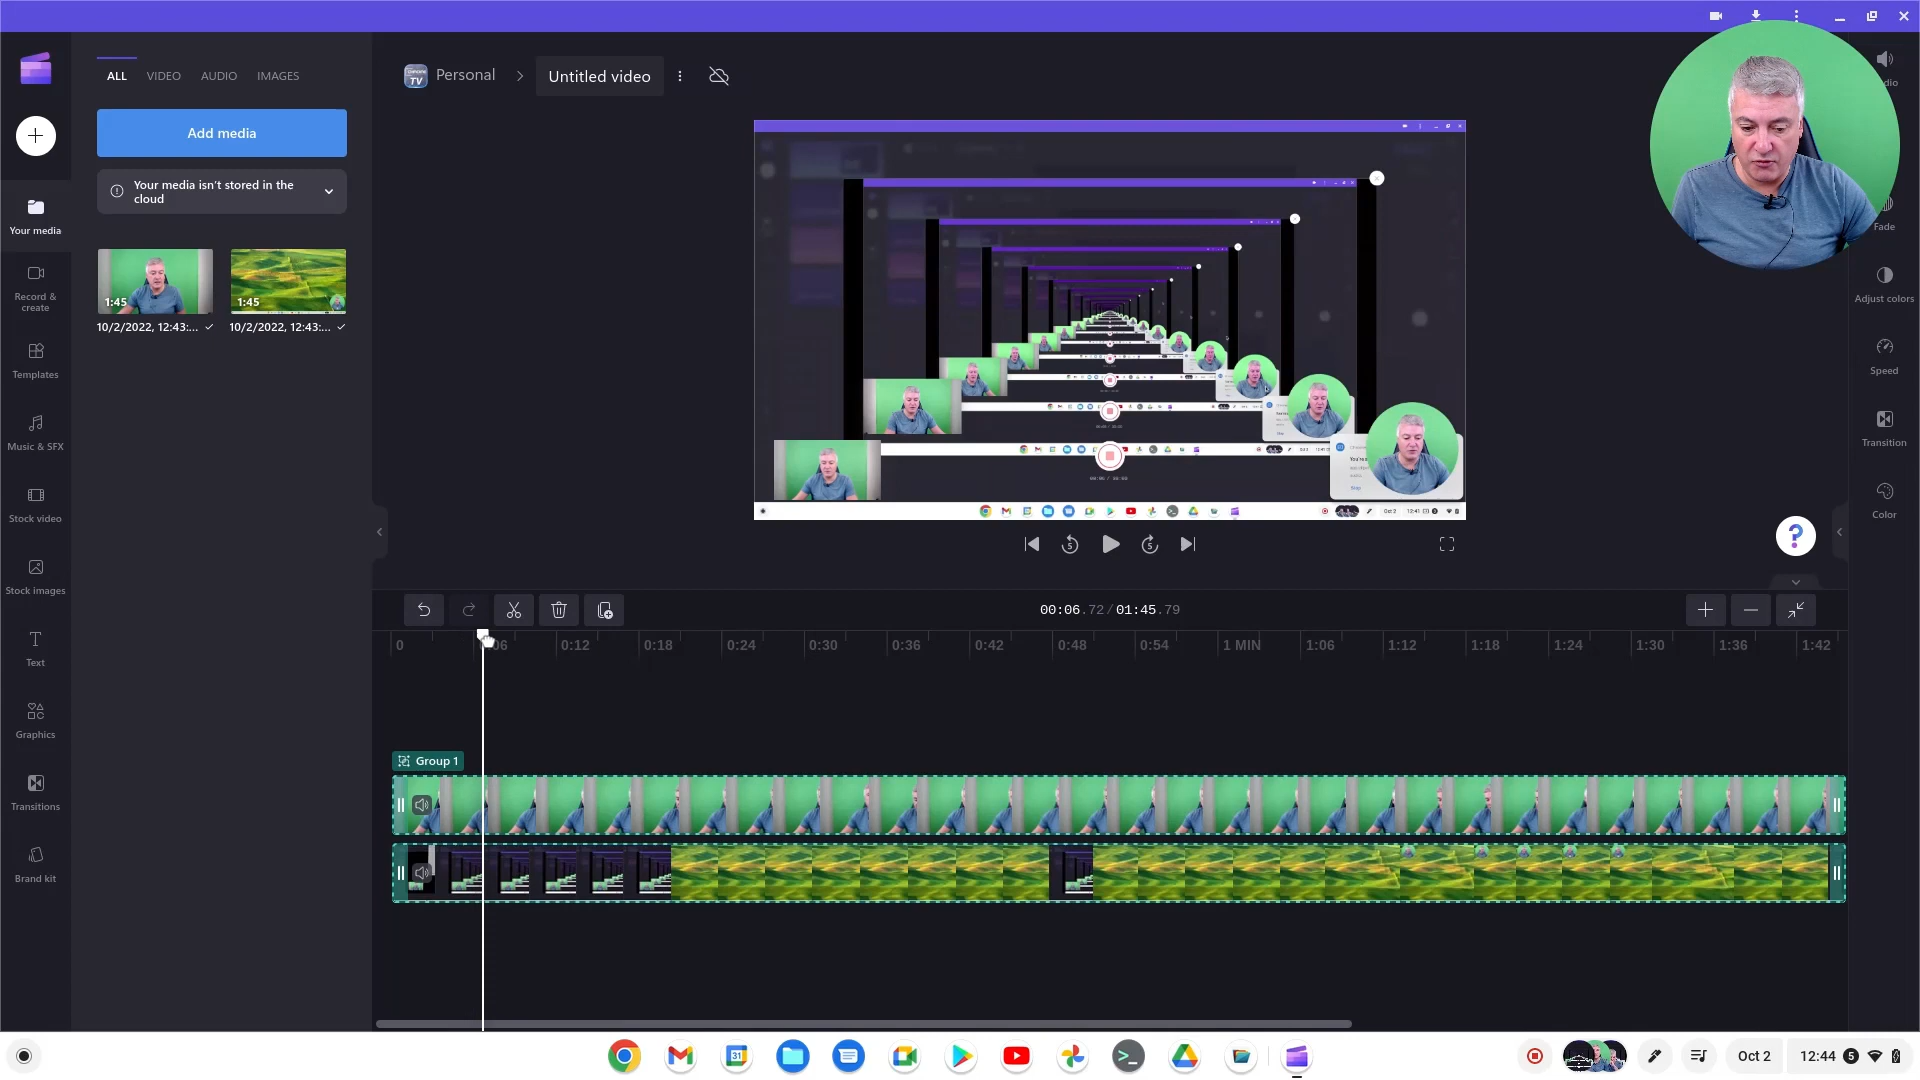 ALL VIDEO AUDIO IMAGES
TV
Personal
Untitled video
Add media
Your media isn't stored in the
cloud
Your media
1:45
1:45
10/2/2022, 12:43:...
10/2/2022, 12:43:...
Record &
create
Templates
Music & SFX
Stock video
Stock images
Text
Graphics
Transitions
Brand kit
Fade
Adjust colors
Speed
Transition
Color
5
5
?
00:06.72/01:45.79
0 0:12 0:18 0:24 0:30 0:36 0:42 0:48 0:54 1 MIN 1:06 1:12 1:18 1:24 1:30 1:36 1:42
Group 1
31
Oct 2
12:44
5